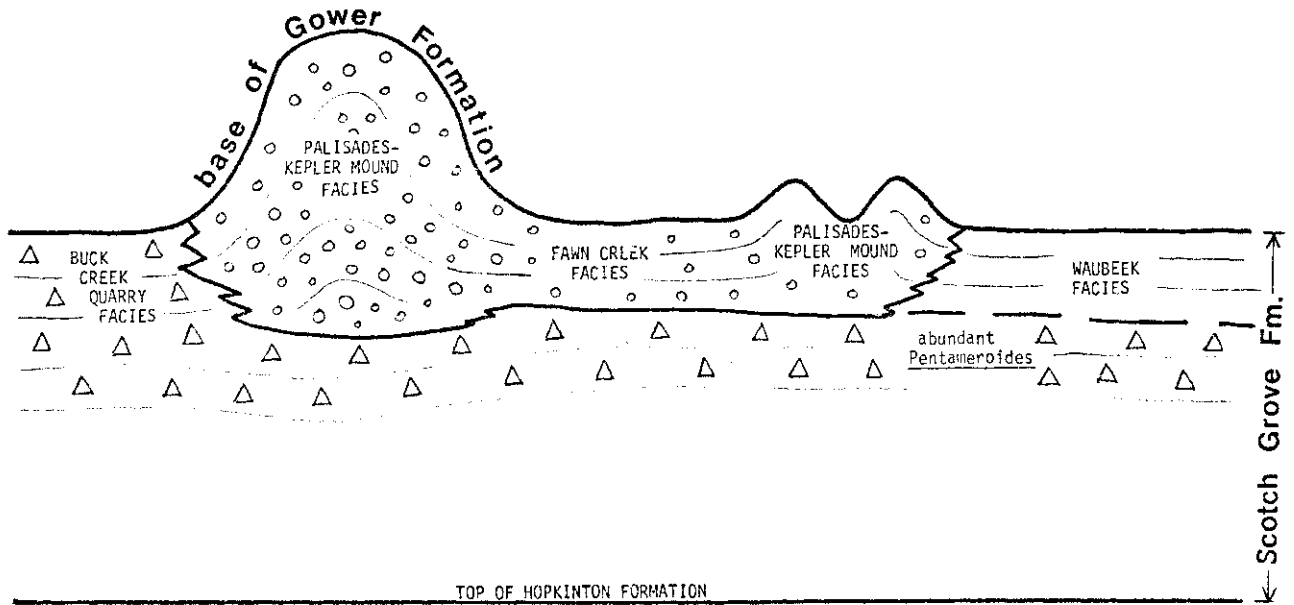 base of Gower Formation
PALISADES-
KEPLER MOUND
FACIES
BUCK
CREEK
QUARRY
FACIES
FAWN CREEK
FACIES
PALISADES-
KEPLER MOUND
FACIES
WAUBEEK
FACIES
abundant
Pentameroides
Scotch Grove Fm.
TOP OF HOPKINTON FORMATION